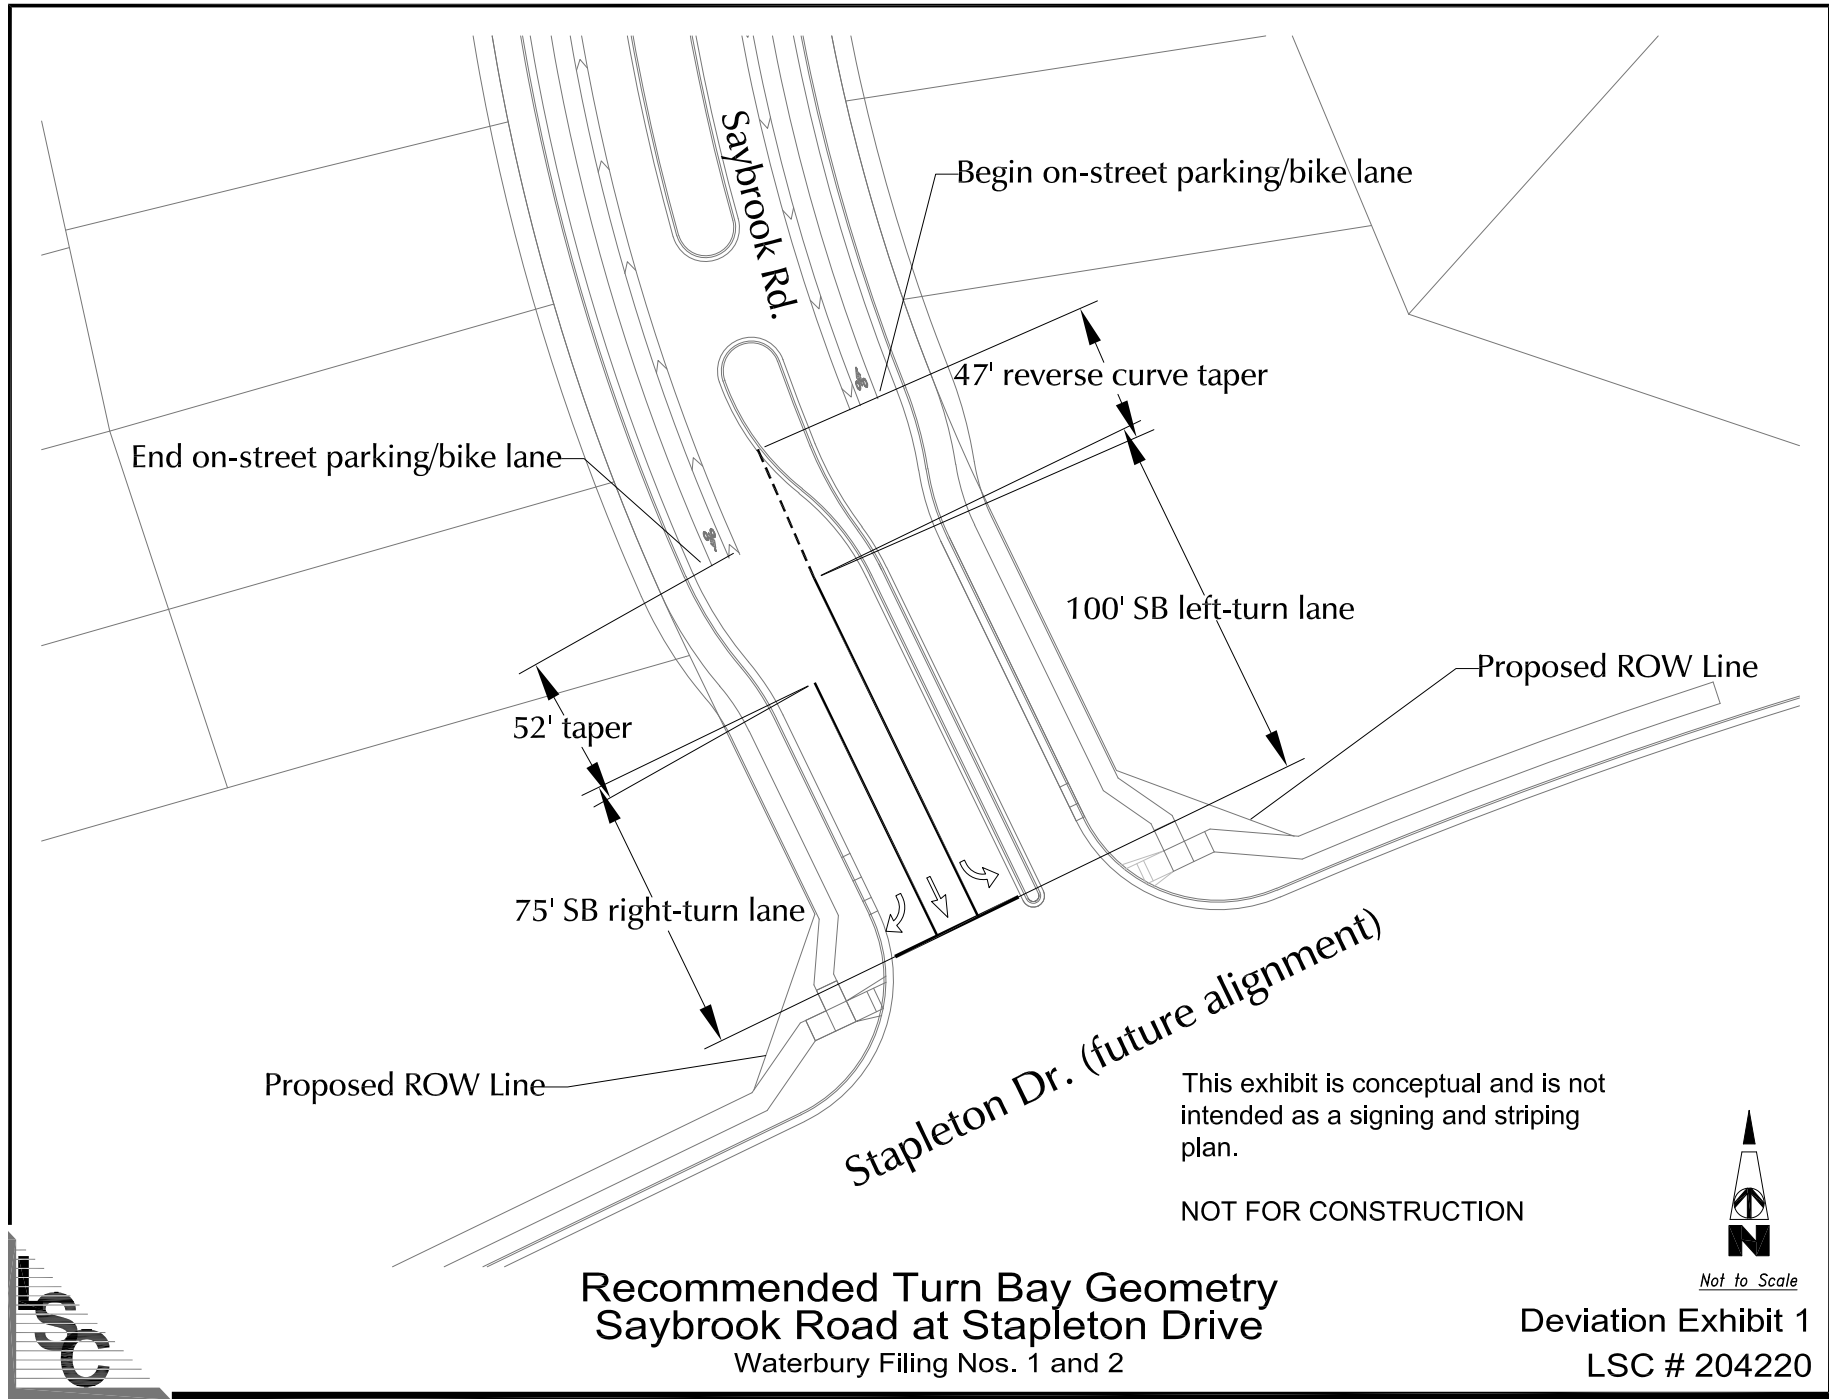 Saybrook Rd.
Begin on-street parking/bike lane
47' reverse curve taper
End on-street parking/bike lane
100' SB left-turn lane
Proposed ROW Line
52' taper
75' SB right-turn lane
Stapleton Dr. (future alignment)
Proposed ROW Line
This exhibit is conceptual and is not
intended as a signing and striping
plan.
NOT FOR CONSTRUCTION
N
Not to Scale
LSC
Recommended Turn Bay Geometry
Saybrook Road at Stapleton Drive
Waterbury Filing Nos. 1 and 2
Deviation Exhibit 1
LSC # 204220